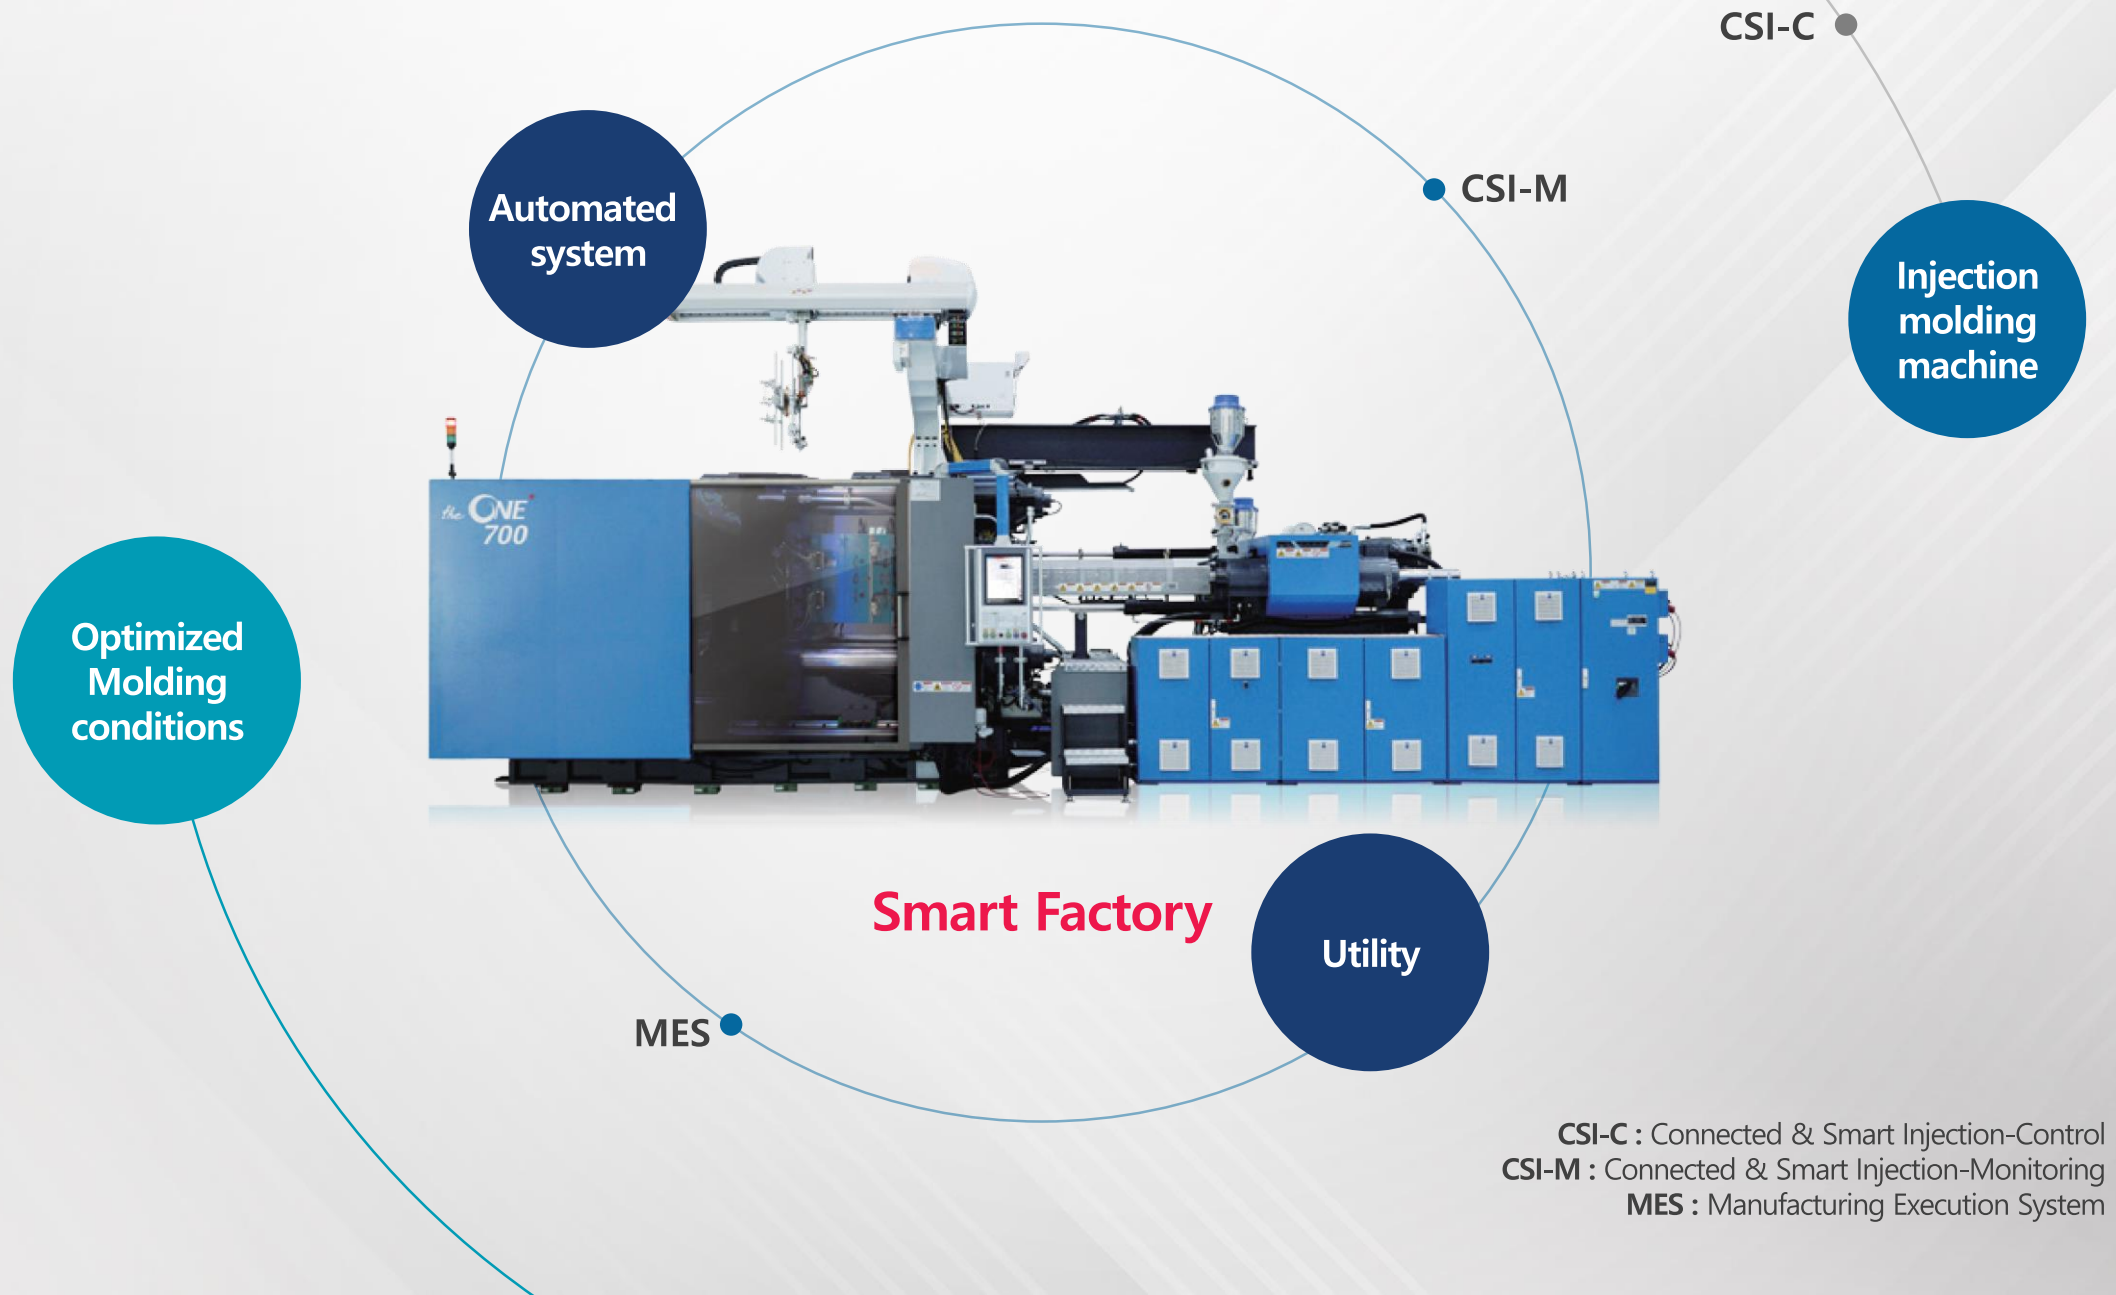 CSI-C
CSI-M
Automated
system
Injection
molding
machine
the ONE
700
Optimized
Molding
conditions
Smart Factory
Utility
MES
CSI-C : Connected & Smart Injection-Control
CSI-M : Connected & Smart Injection-Monitoring
MES : Manufacturing Execution System